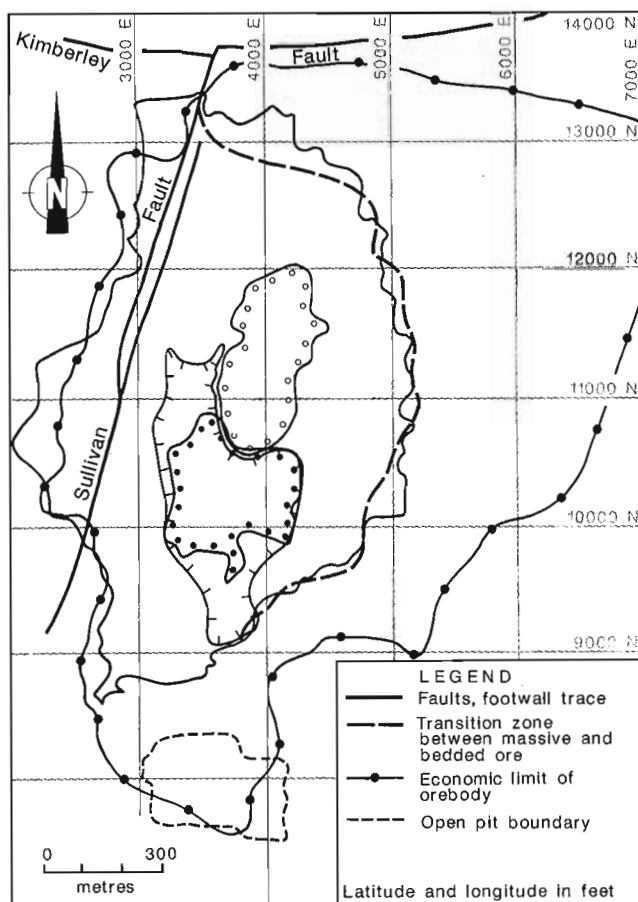 14000 N
Kimberley
Fault
3000 E
4000 E
5000 E
6000 E
7000 E
13000 N
N
Fault
12000 N
11000 N
Sullivan
10000 N
9000 N
LEGEND
Faults, footwall trace
Transition zone
between massive and
bedded ore
Economic limit of
orebody
Open pit boundary
0 300
metres
Latitude and longitude in feet